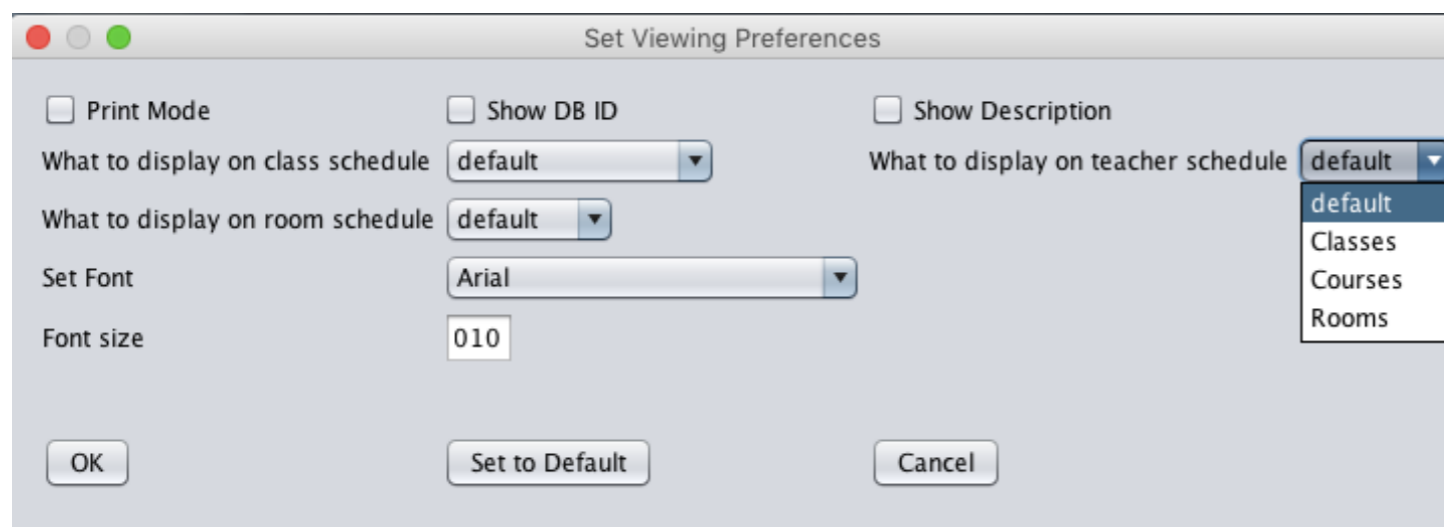 Set Viewing Preferences
Print Mode Show DB ID Show Description
What to display on class schedule default What to display on teacher schedule default
default
What to display on room schedule default
Classes
Set Font Arial
Courses
Rooms
Font size 010
OK Set to Default Cancel